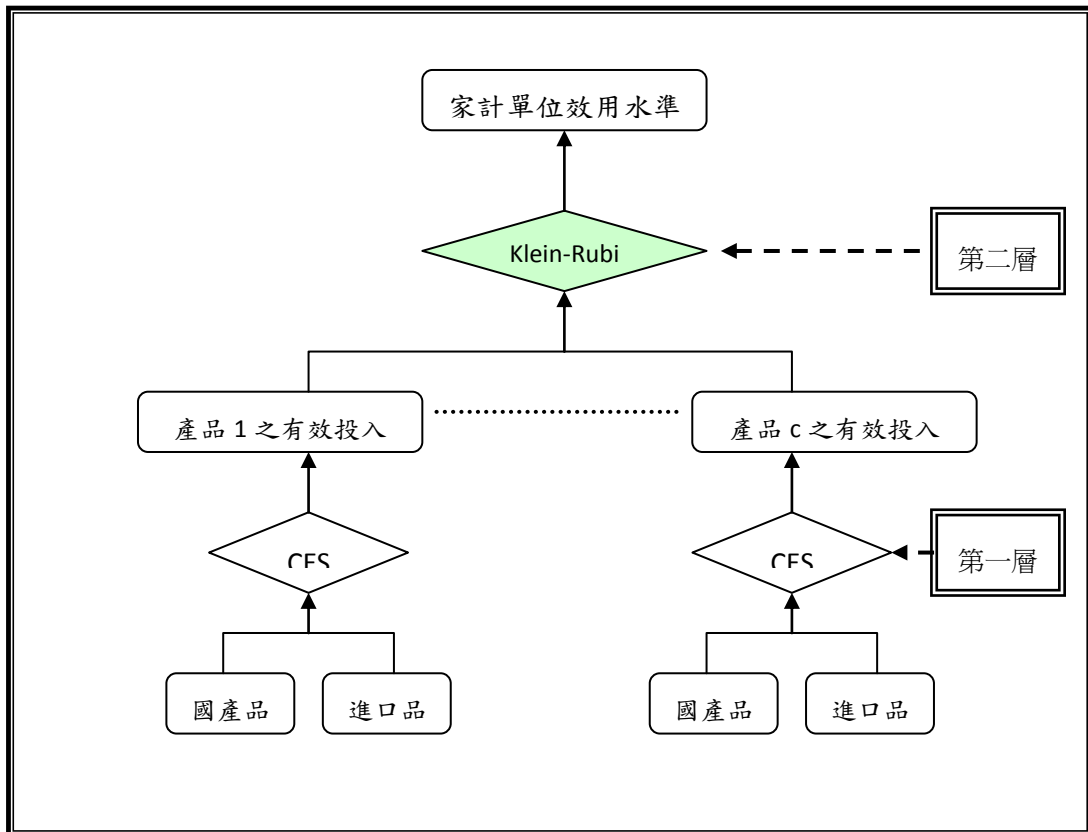 家計單位效用水準
Klein-Rubi
第二層
產品 1 之有效投入
產品 c 之有效投入
CES
CES
第一層
國產品
進口品
國產品
進口品